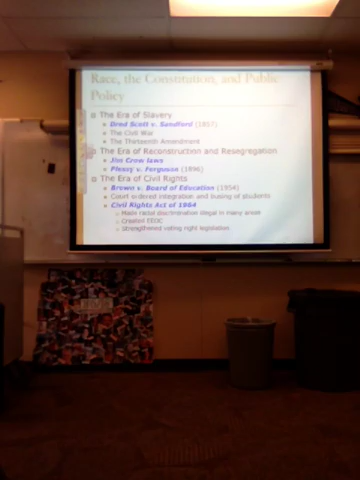 Race, the Constitution, and Public
Policy
The Era of Slavery
Dred Scott v. Sandford (1857)
The Civil War
The Thirteenth Amendment
The Era of Reconstruction and Resegregation
Jim Crow laws
Plessy v. Ferguson (1896)
The Era of Civil Rights
Brown v. Board of Education (1954)
Court ordered integration and busing of students
Civil Rights Act of 1964
Made racial discrimination illegal in many areas
Created EEOC
Strengthened voting right legislation